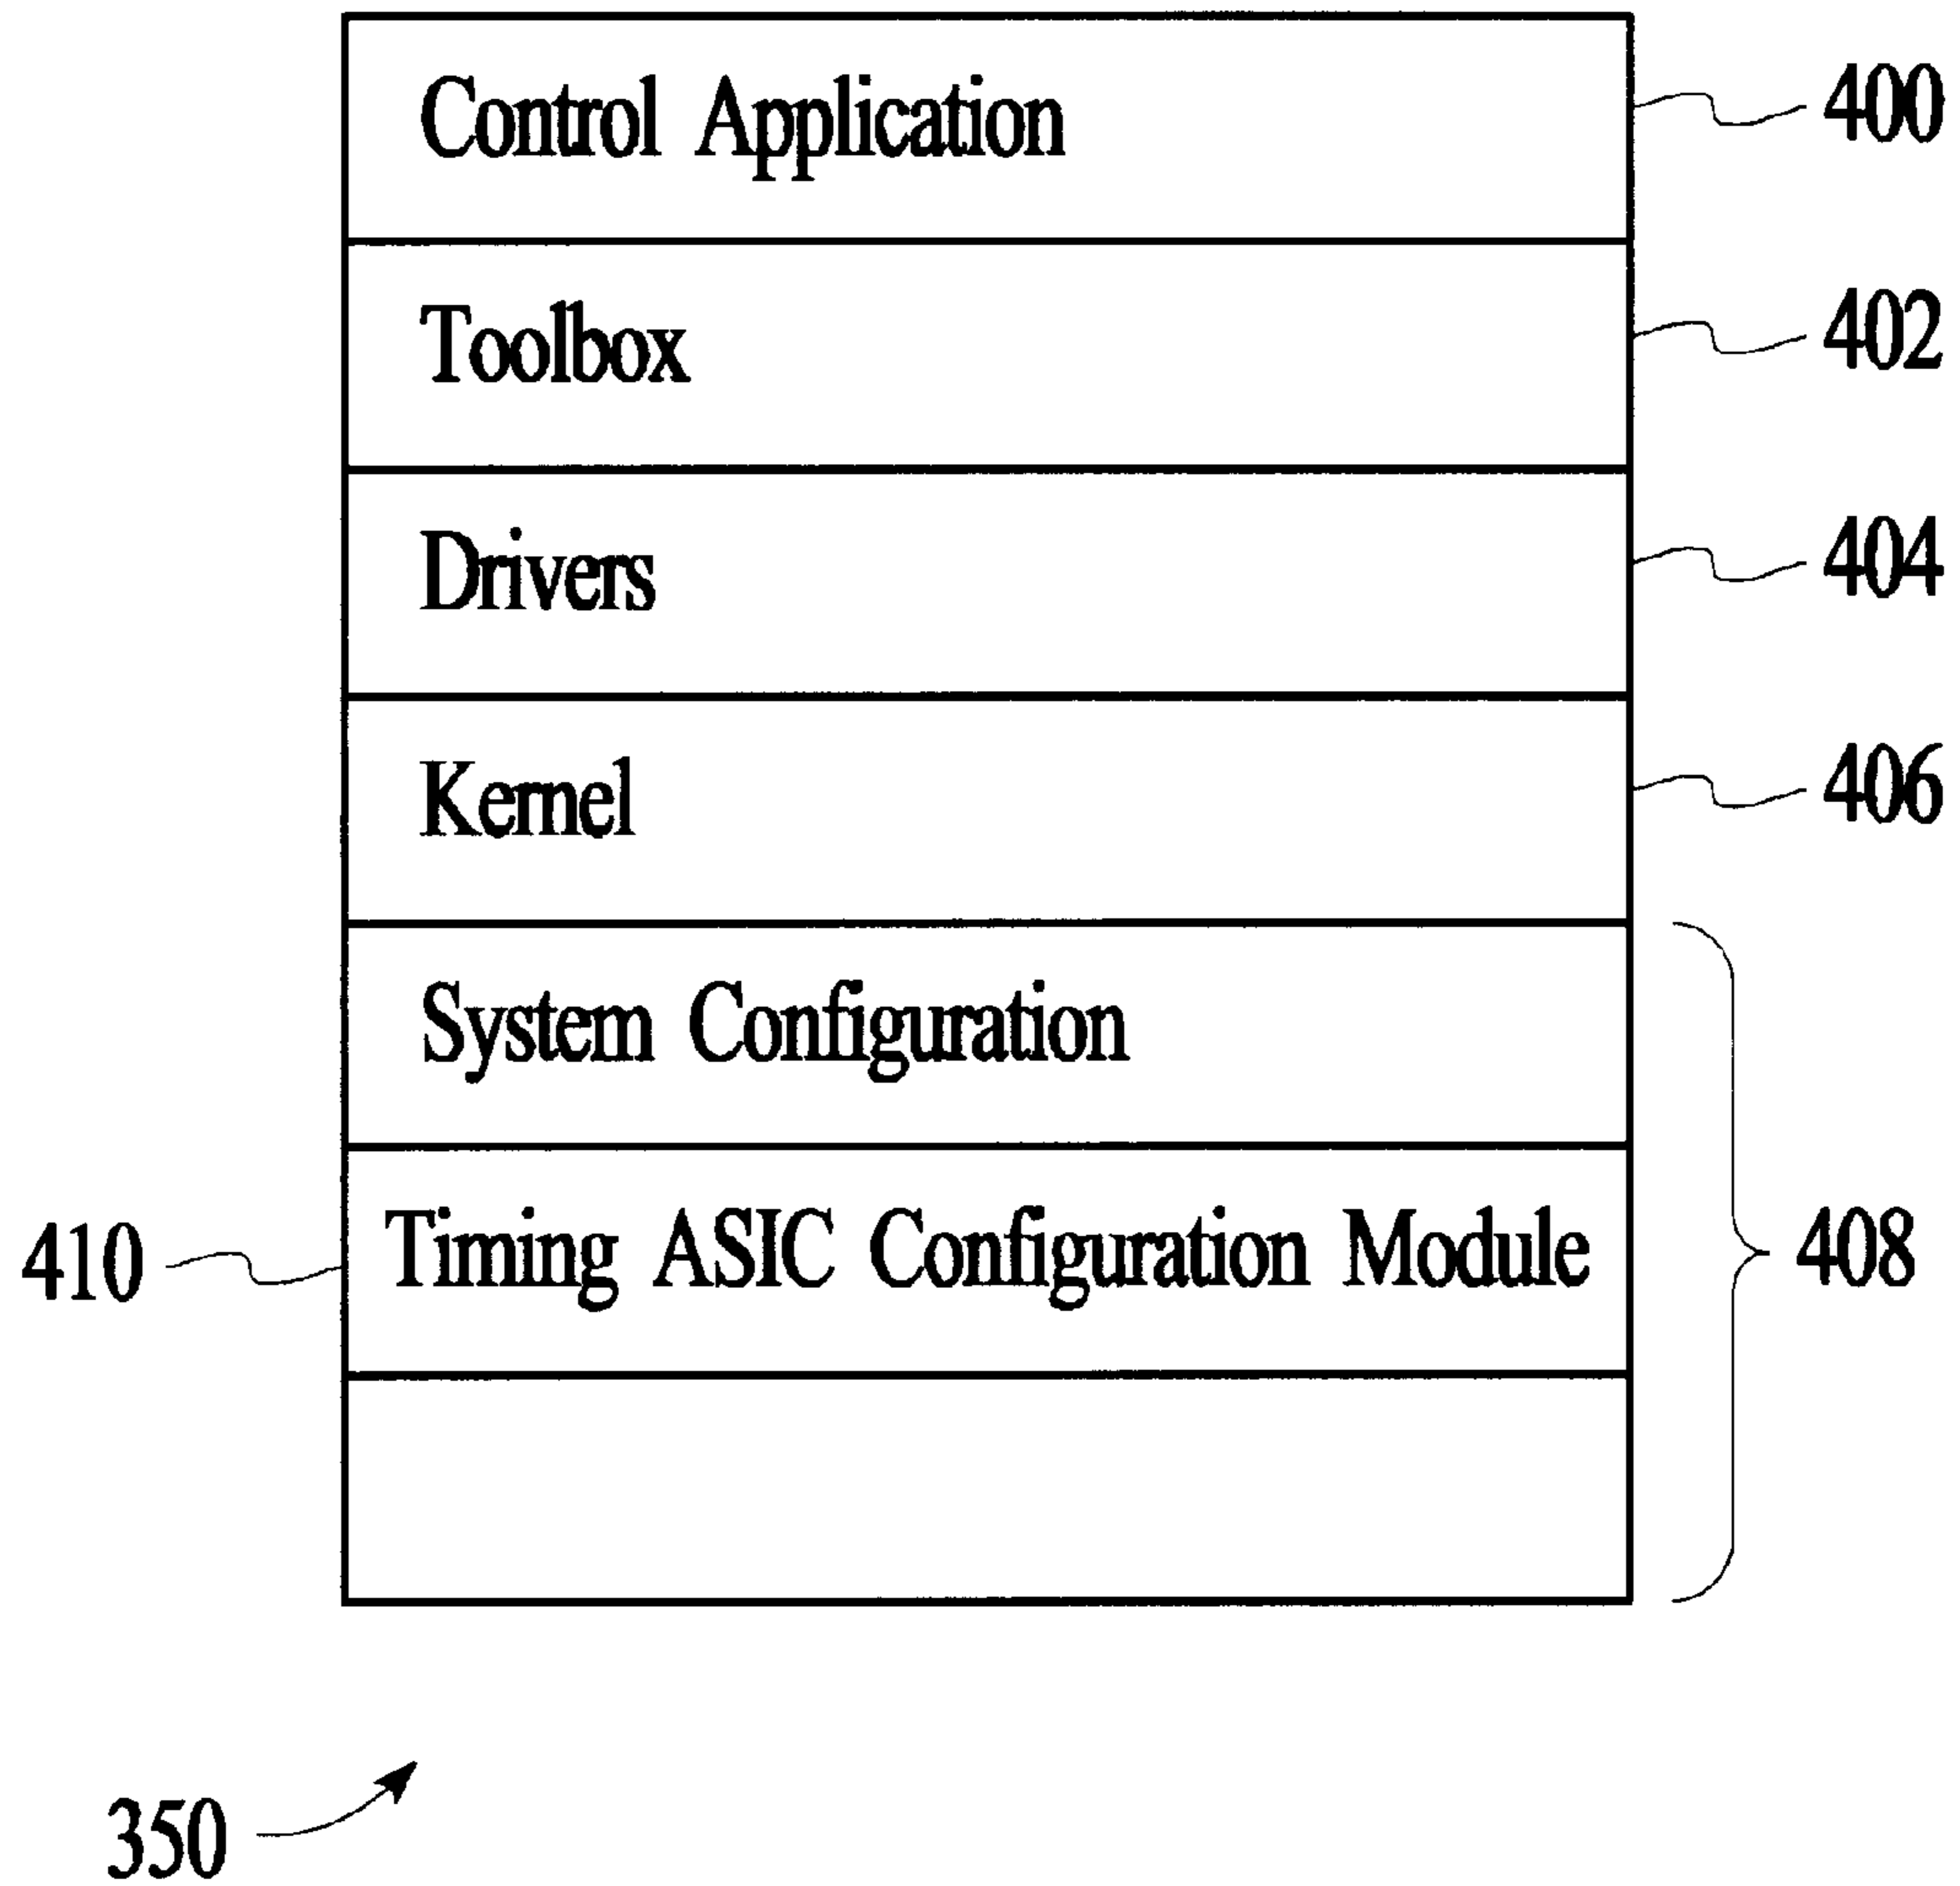 Control Application 400
Toolbox 402
Drivers 404
Kernel 406
System Configuration
410 Timing ASIC Configuration Module 408
350